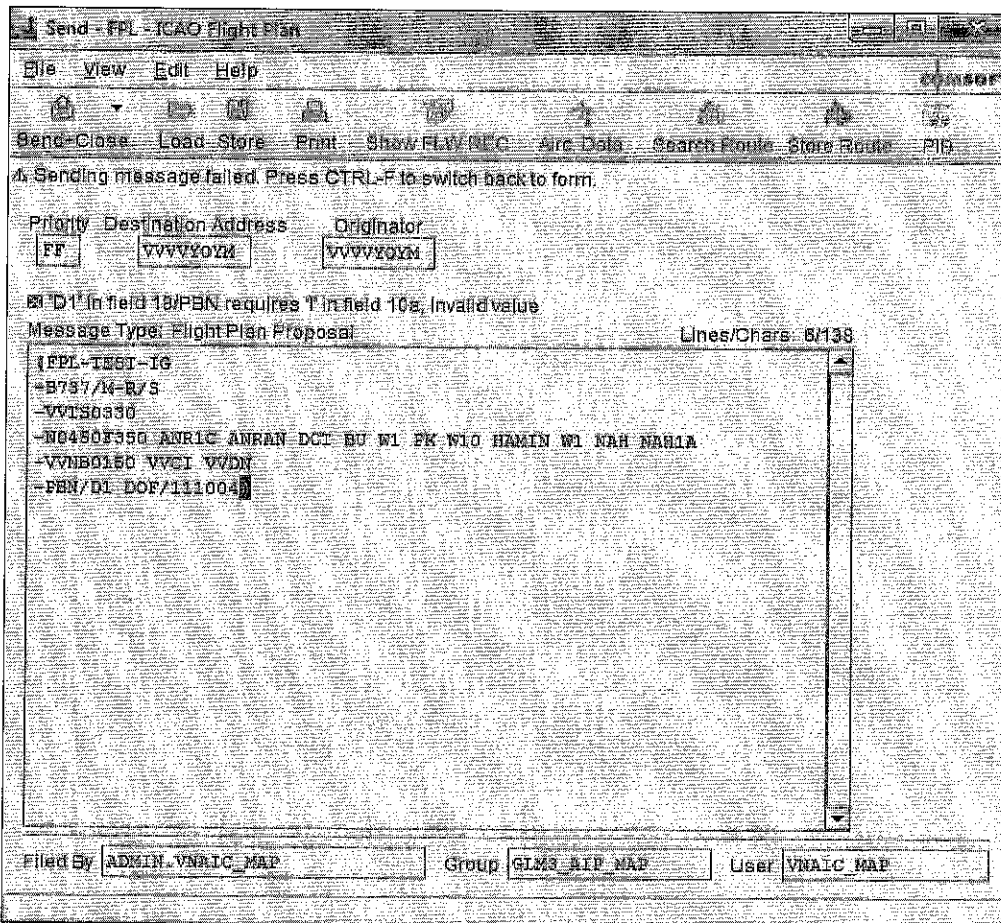 Send - FPL - ICAO Flight Plan
File View Edit Help
COMSOFT
Send+Close Load Store Print Show FLW REC Airc Data Search Route Store Route PIB
Sending message failed. Press CTRL-F to switch back to form.
Priority Destination Address Originator
FF VVVVYOYM VVVVYOYM
"D1" in field 18/PBN requires 'I' in field 10a, Invalid value
Message Type: Flight Plan Proposal Lines/Chars: 6/138
(FPL-TEST-IG
-B737/M-R/S
-VVTS0330
-N0450F350 ANR1C ANRAN DCT BU W1 PK W10 HAMIN W1 NAH NAH1A
-VVNB0150 VVCI VVDN
-PBN/D1 DOF/111004)
Filed By ADMIN.VNAIC_MAP Group GLM3_AIP_MAP User VNAIC_MAP